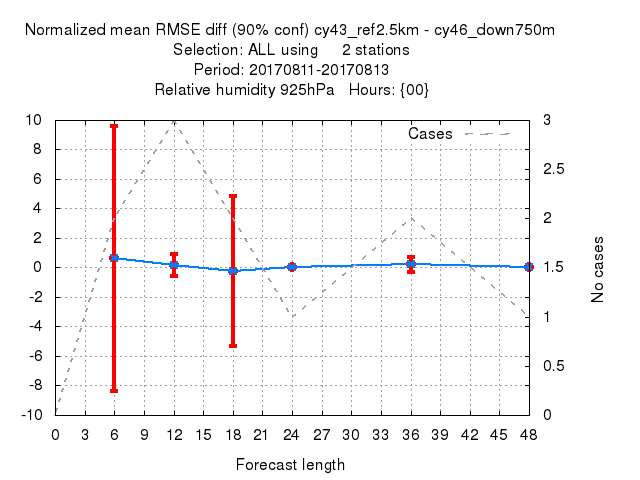 Normalized mean RMSE diff (90% conf) cy43_ref2.5km - cy46_down750m
Selection: ALL using 2 stations
Period: 20170811-20170813
Relative humidity 925hPa Hours: {00}
Cases
10
8
6
4
2
0
-2
-4
-6
-8
-10
3
2.5
2
1.5
1
0.5
0
No cases
0 3 6 9 12 15 18 21 24 27 30 33 36 39 42 45 48
Forecast length